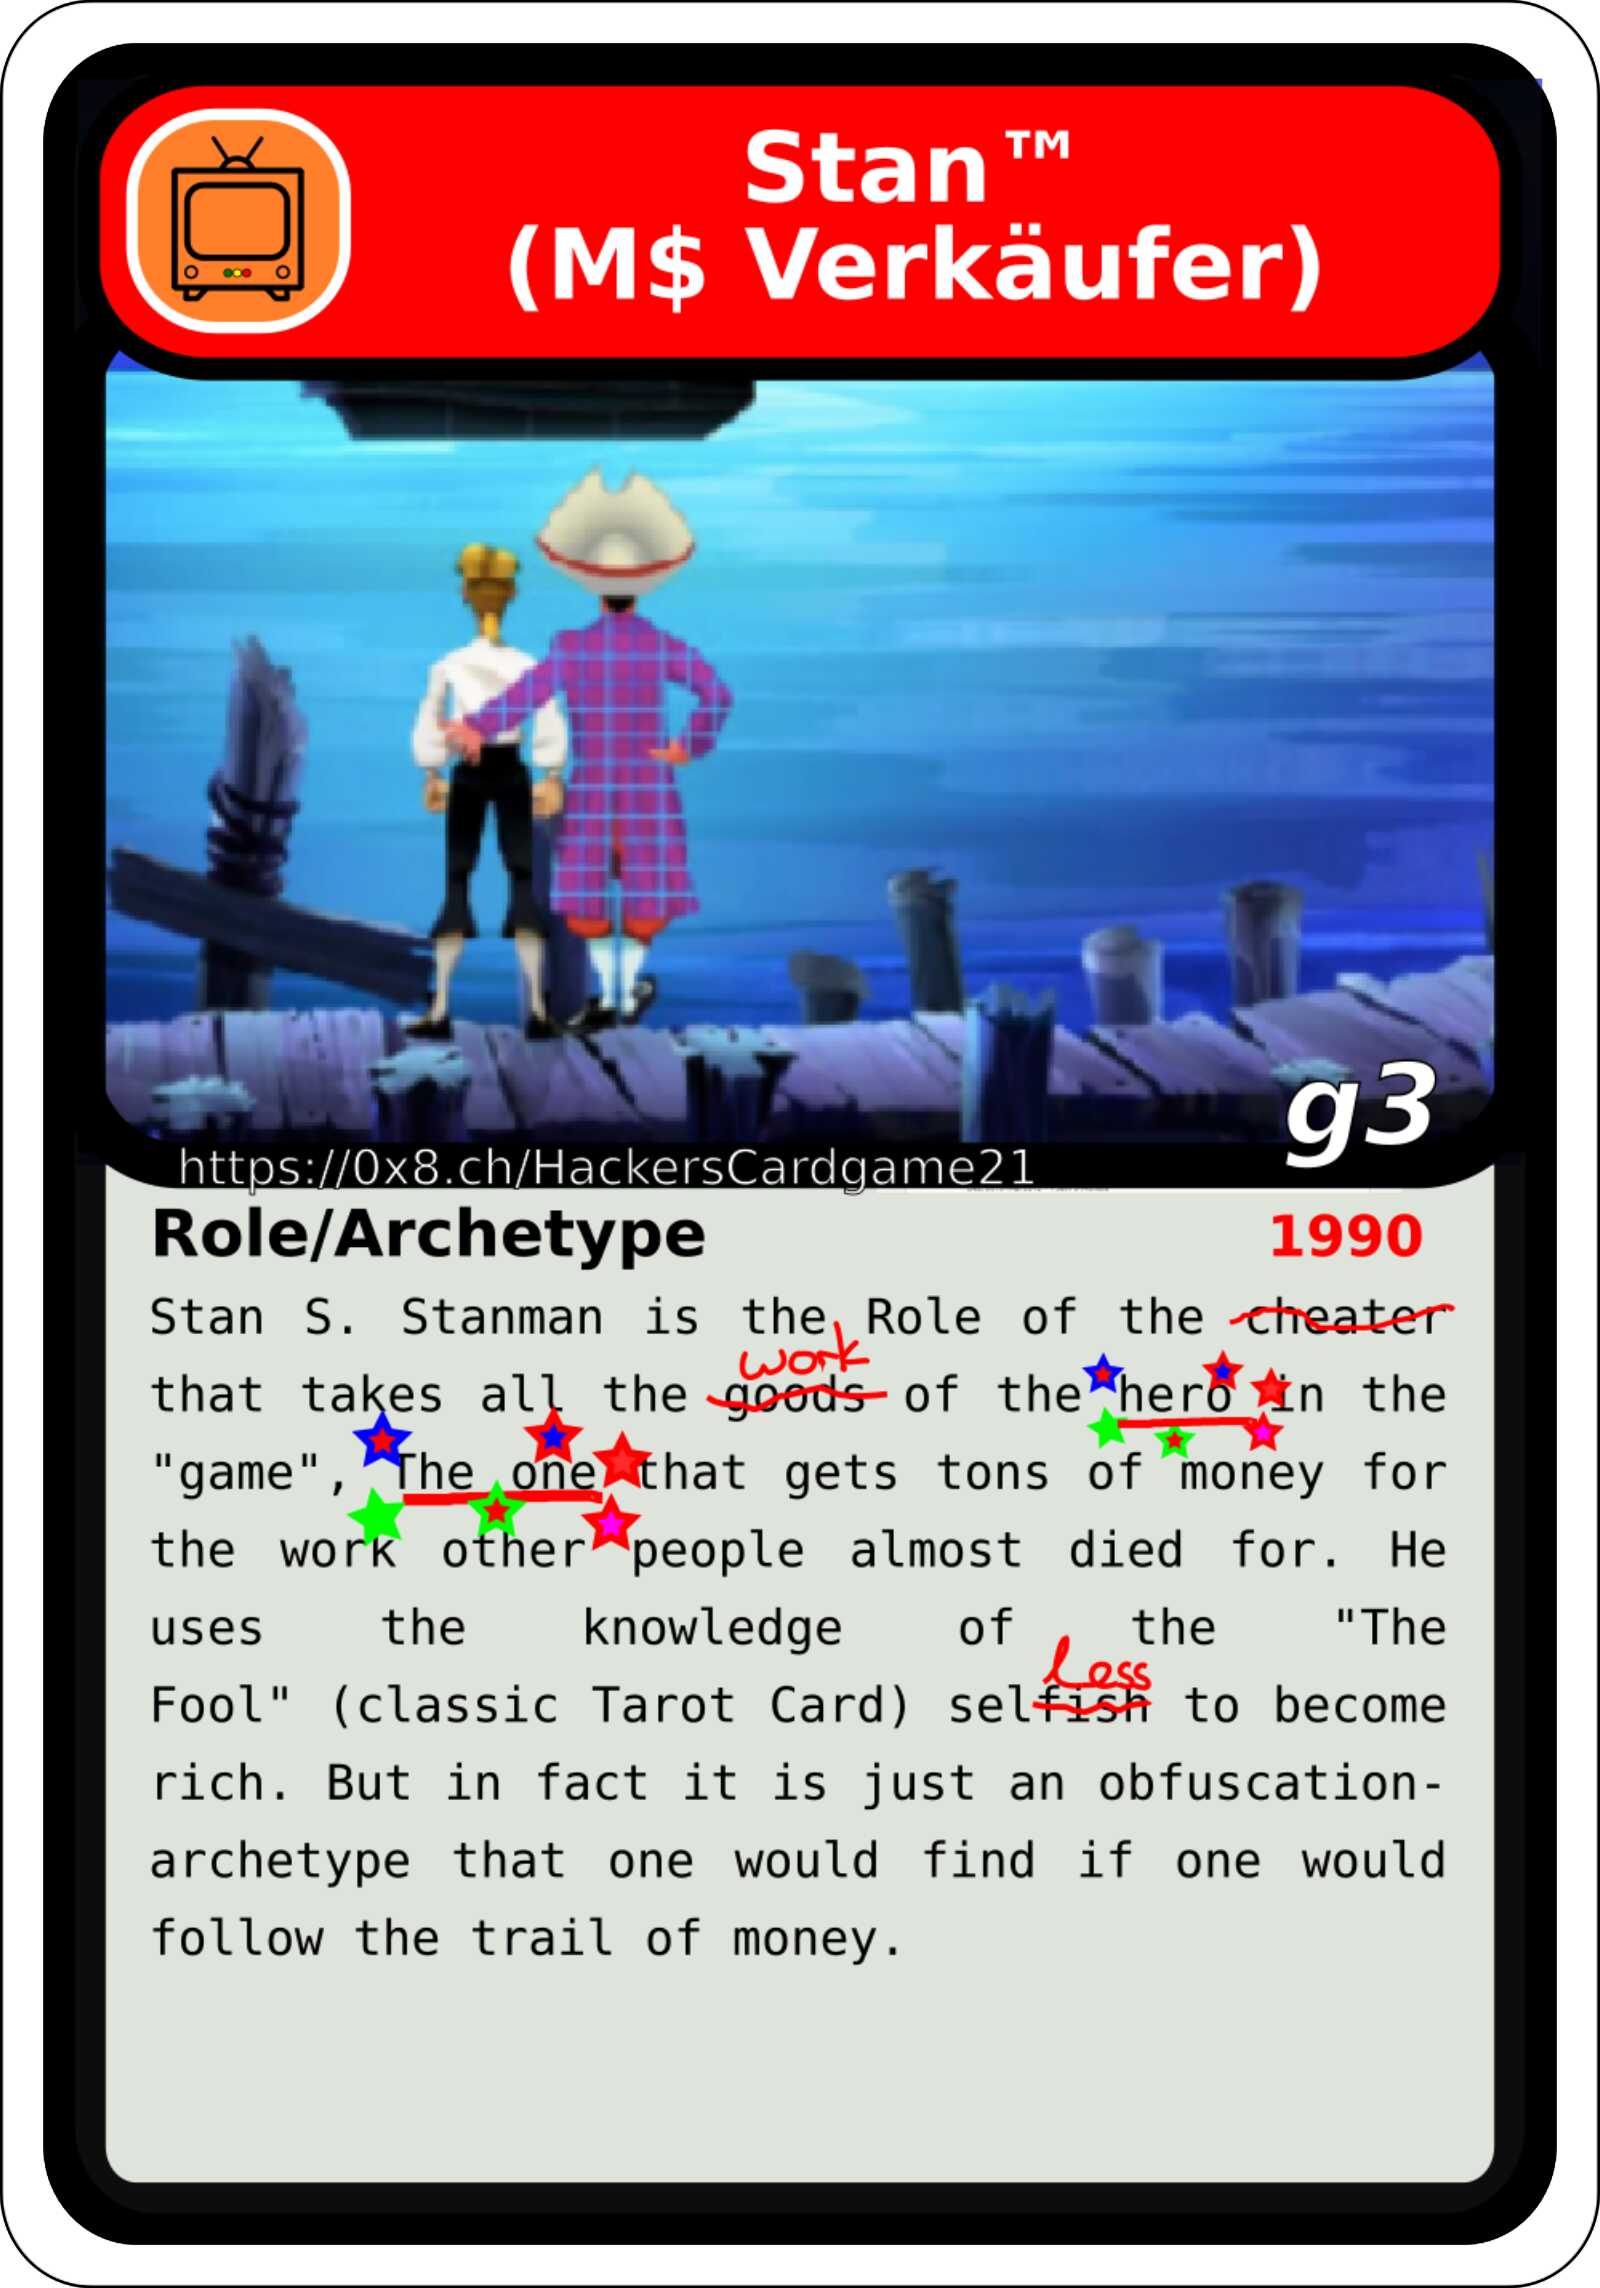 Stan™
(M$ Verkäufer)
g3
https://0x8.ch/HackersCardgame21
Role/Archetype 1990
Stan S. Stanman is the Role of the cheater
work
that takes all the goods of the hero in the
"game", The one that gets tons of money for
the work other people almost died for. He
uses the knowledge of the "The
less
Fool" (classic Tarot Card) selfish to become
rich. But in fact it is just an obfuscation-
archetype that one would find if one would
follow the trail of money.